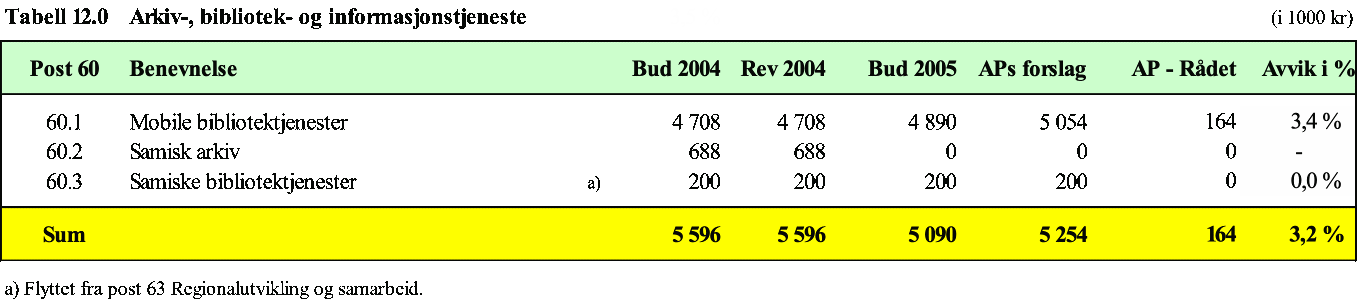 Tabell 12.0 Arkiv-, bibliotek- og informasjonstjeneste (i 1000 kr)
Post 60 Benevnelse Bud 2004 Rev 2004 Bud 2005 APs forslag AP - Rådet Avvik i %
60.1 Mobile bibliotektjenester 4 708 4 708 4 890 5 054 164 3,4 %
60.2 Samisk arkiv 688 688 0 0 0 -
60.3 Samiske bibliotektjenester a) 200 200 200 200 0 0,0 %
Sum 5 596 5 596 5 090 5 254 164 3,2 %
a) Flyttet fra post 63 Regionalutvikling og samarbeid.